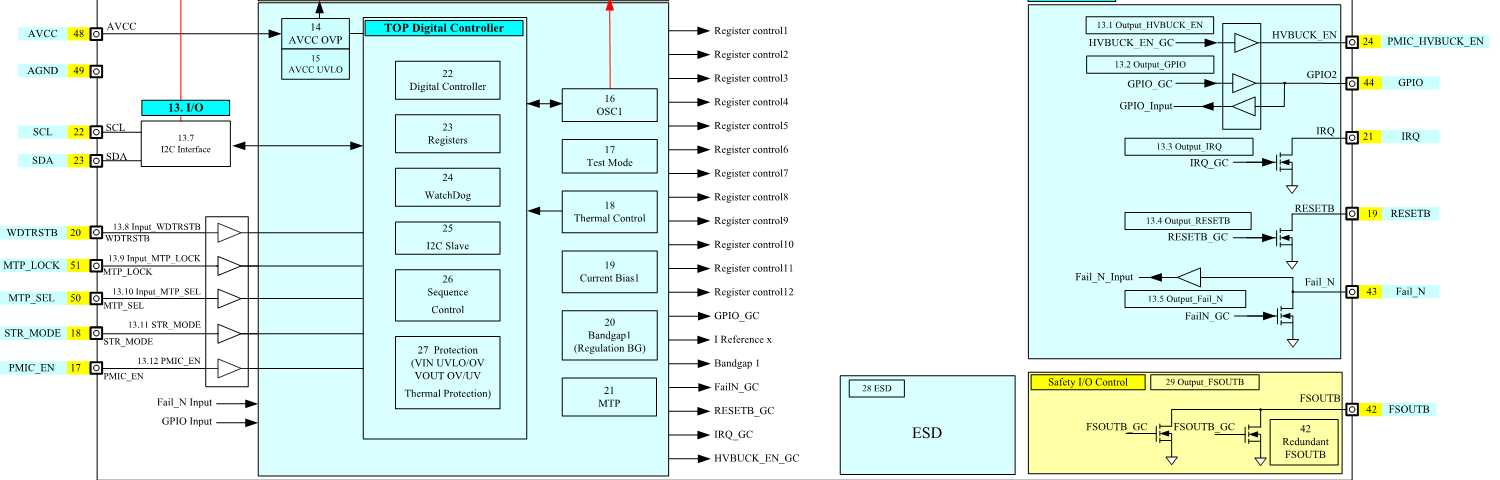 AVCC 48 AVCC
AGND 49
13. I/O
SCL 22 SCL
SDA 23 SDA
13.7
I2C Interface
WDTRSTB 20 13.8 Input_WDTRSTB
WDTRSTB
MTP_LOCK 51 13.9 Input_MTP_LOCK
MTP_LOCK
MTP_SEL 50 13.10 Input_MTP_SEL
MTP_SEL
STR_MODE 18 13.11 STR_MODE
STR_MODE
PMIC_EN 17 13.12 PMIC_EN
PMIC_EN
Fail_N Input
GPIO Input
14
AVCC OVP
15
AVCC UVLO
TOP Digital Controller
22
Digital Controller
23
Registers
24
WatchDog
25
I2C Slave
26
Sequence
Control
27 Protection
(VIN UVLO/OV
VOUT OV/UV
Thermal Protection)
16
OSC1
17
Test Mode
18
Thermal Control
19
Current Bias1
20
Bandgap1
(Regulation BG)
21
MTP
Register control1
Register control2
Register control3
Register control4
Register control5
Register control6
Register control7
Register control8
Register control9
Register control10
Register control11
Register control12
GPIO_GC
I Reference x
Bandgap 1
FailN_GC
RESETB_GC
IRQ_GC
HVBUCK_EN_GC
28 ESD
ESD
13.1 Output_HVBUCK_EN
HVBUCK_EN_GC
HVBUCK_EN 24 PMIC_HVBUCK_EN
13.2 Output_GPIO
GPIO_GC
GPIO2 44 GPIO
GPIO_Input
IRQ 21 IRQ
13.3 Output_IRQ
IRQ_GC
RESETB 19 RESETB
13.4 Output_RESETB
RESETB_GC
Fail_N_Input
Fail_N 43 Fail_N
13.5 Output_Fail_N
FailN_GC
Safety I/O Control 29 Output_FSOUTB
FSOUTB 42 FSOUTB
FSOUTB_GC FSOUTB_GC
42
Redundant
FSOUTB